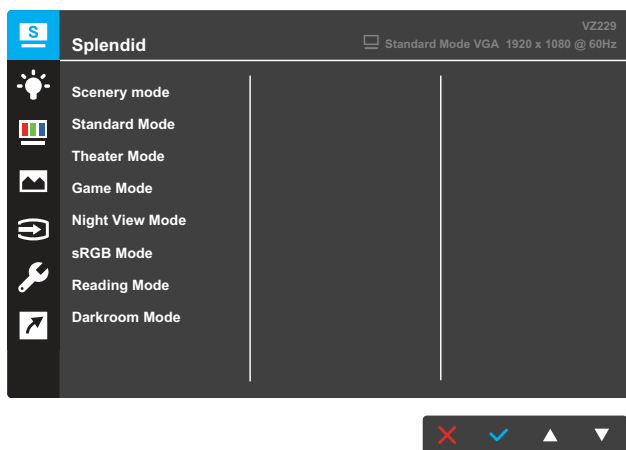 S
VZ229
Splendid
Standard Mode VGA 1920 x 1080 @ 60Hz
Scenery mode
Standard Mode
Theater Mode
Game Mode
Night View Mode
sRGB Mode
Reading Mode
Darkroom Mode